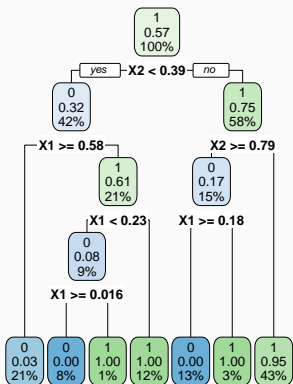 1
0.57
100%
yes X2 < 0.39 no
0
0.32
42%
1
0.75
58%
X1 >= 0.58
X2 >= 0.79
1
0.61
21%
0
0.17
15%
X1 < 0.23
X1 >= 0.18
0
0.08
9%
X1 >= 0.016
0 0 1 1 0 1 1
0.03 0.00 1.00 1.00 0.00 1.00 0.95
21% 8% 1% 12% 13% 3% 43%